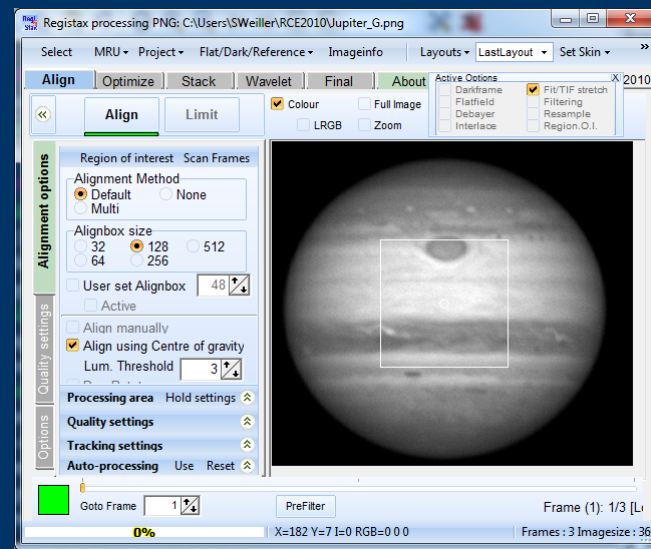 Regi Stax Registax processing PNG: C:\Users\SWeiller\RCE2010\Jupiter_G.png
Select MRU Project Flat/Dark/Reference Imageinfo Layouts LastLayout Set Skin »
Align Optimize Stack Wavelet Final About 2010
Active Options X
Darkframe Fit/TIF stretch
Flatfield Filtering
Debayer Resample
Interlace Region.O.I.
Align Limit
Colour Full Image
LRGB Zoom
Alignment options
Quality settings
Options
Region of interest Scan Frames
Alignment Method
Default None
Multi
Alignbox size
32 128 512
64 256
User set Alignbox 48
Active
Align manually
Align using Centre of gravity
Lum. Threshold 3
Processing area Hold settings
Quality settings
Tracking settings
Auto-processing Use Reset
Goto Frame 1 PreFilter Frame (1): 1/3
0% X=182 Y=7 I=0 RGB=0 0 0 Frames : 3 Imagesize : 36